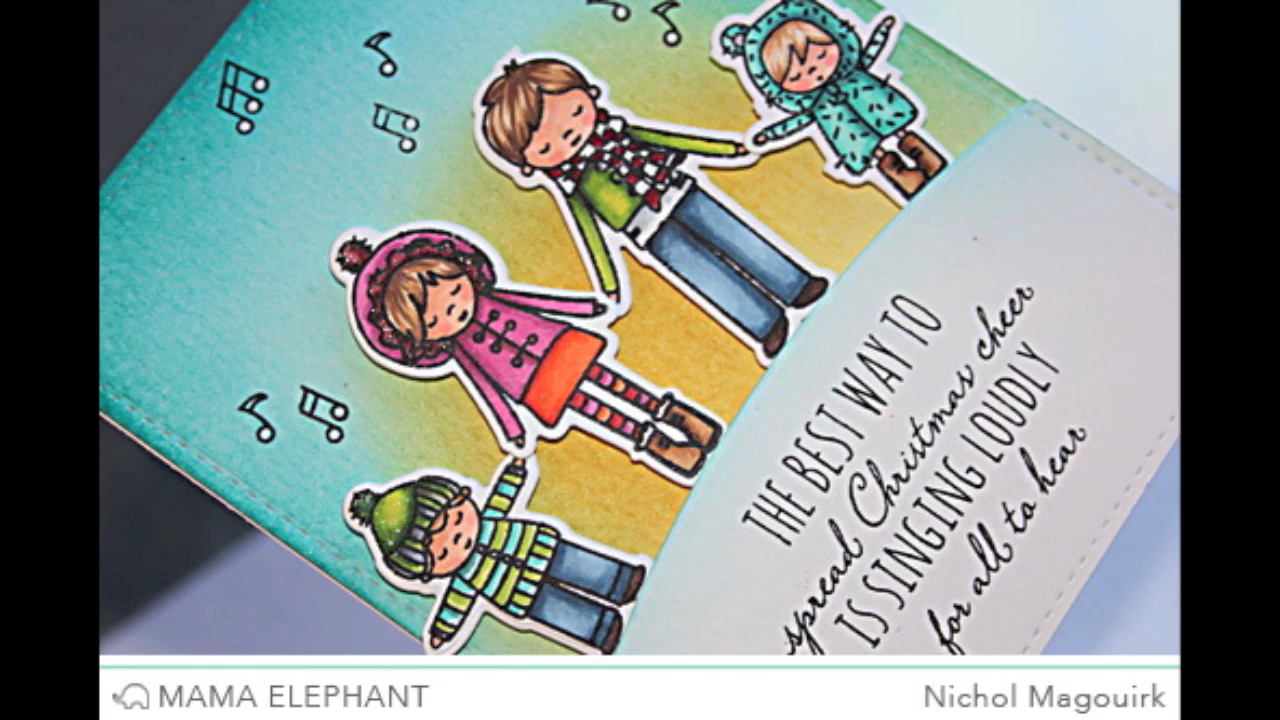 THE BEST WAY TO
spread Christmas cheer
IS SINGING LOUDLY
for all to hear
MAMA ELEPHANT
Nichol Magouirk